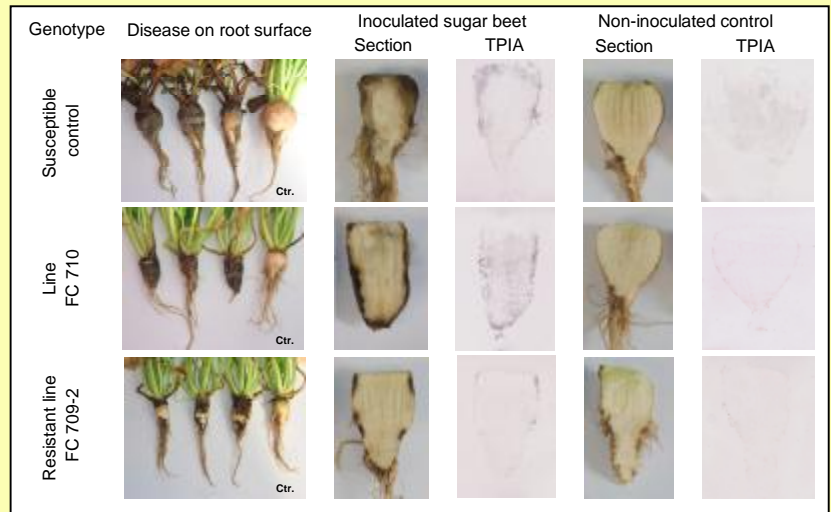 Genotype
Disease on root surface
Inoculated sugar beet
Non-inoculated control
Section
TPIA
Section
TPIA
Susceptible
control
Ctr.
Line
FC 710
Ctr.
Resistant line
FC 709-2
Ctr.